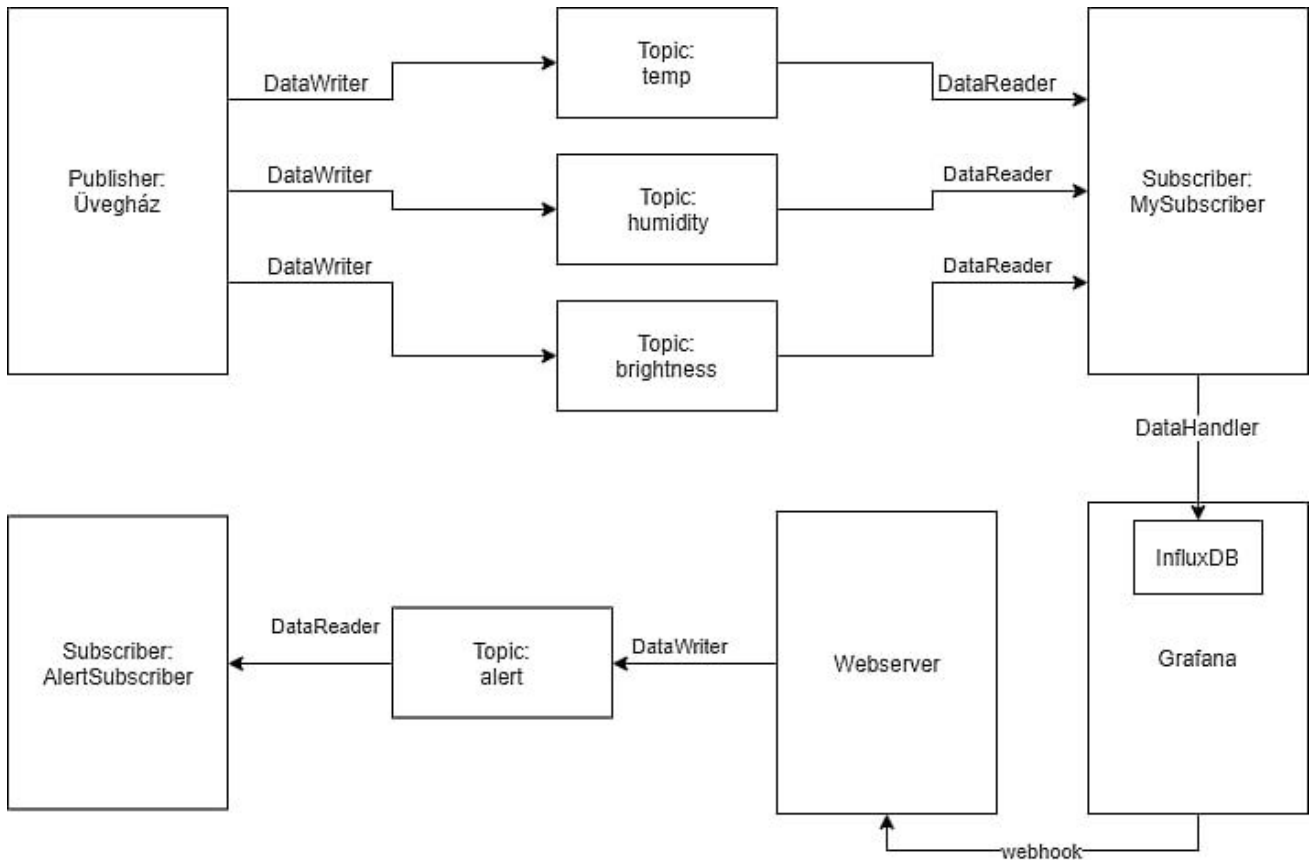 DataWriter
Topic:
temp
DataReader
Publisher:
Üvegház
DataWriter
Topic:
humidity
DataReader
Subscriber:
MySubscriber
DataWriter
Topic:
brightness
DataReader
DataHandler
InfluxDB
Grafana
Subscriber:
AlertSubscriber
DataReader
Topic:
alert
DataWriter
Webserver
webhook